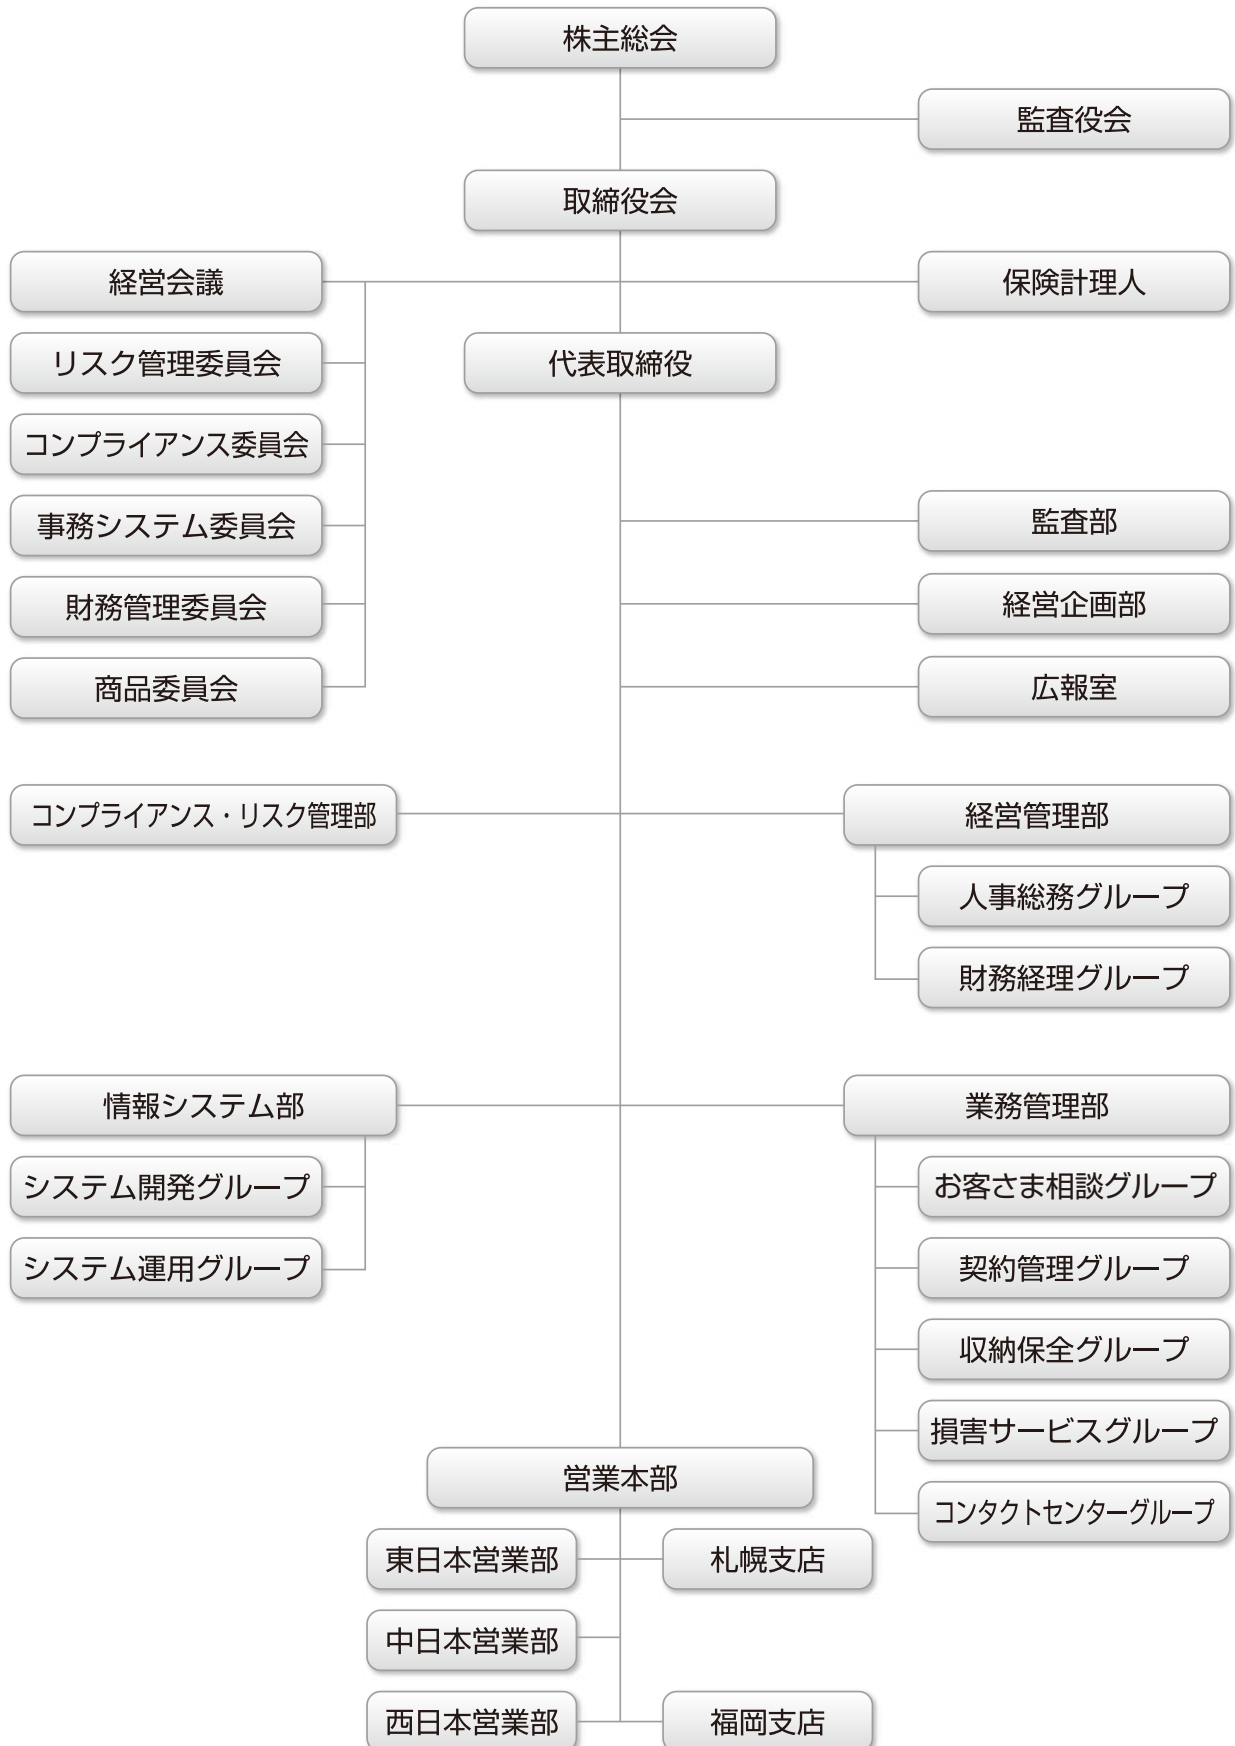 株主総会
監査役会
取締役会
経営会議
保険計理人
リスク管理委員会
代表取締役
コンプライアンス委員会
事務システム委員会
監査部
財務管理委員会
経営企画部
商品委員会
広報室
コンプライアンス・リスク管理部
経営管理部
人事総務グループ
財務経理グループ
情報システム部
業務管理部
システム開発グループ
お客さま相談グループ
システム運用グループ
契約管理グループ
収納保全グループ
損害サービスグループ
営業本部
コンタクトセンターグループ
東日本営業部
札幌支店
中日本営業部
西日本営業部
福岡支店